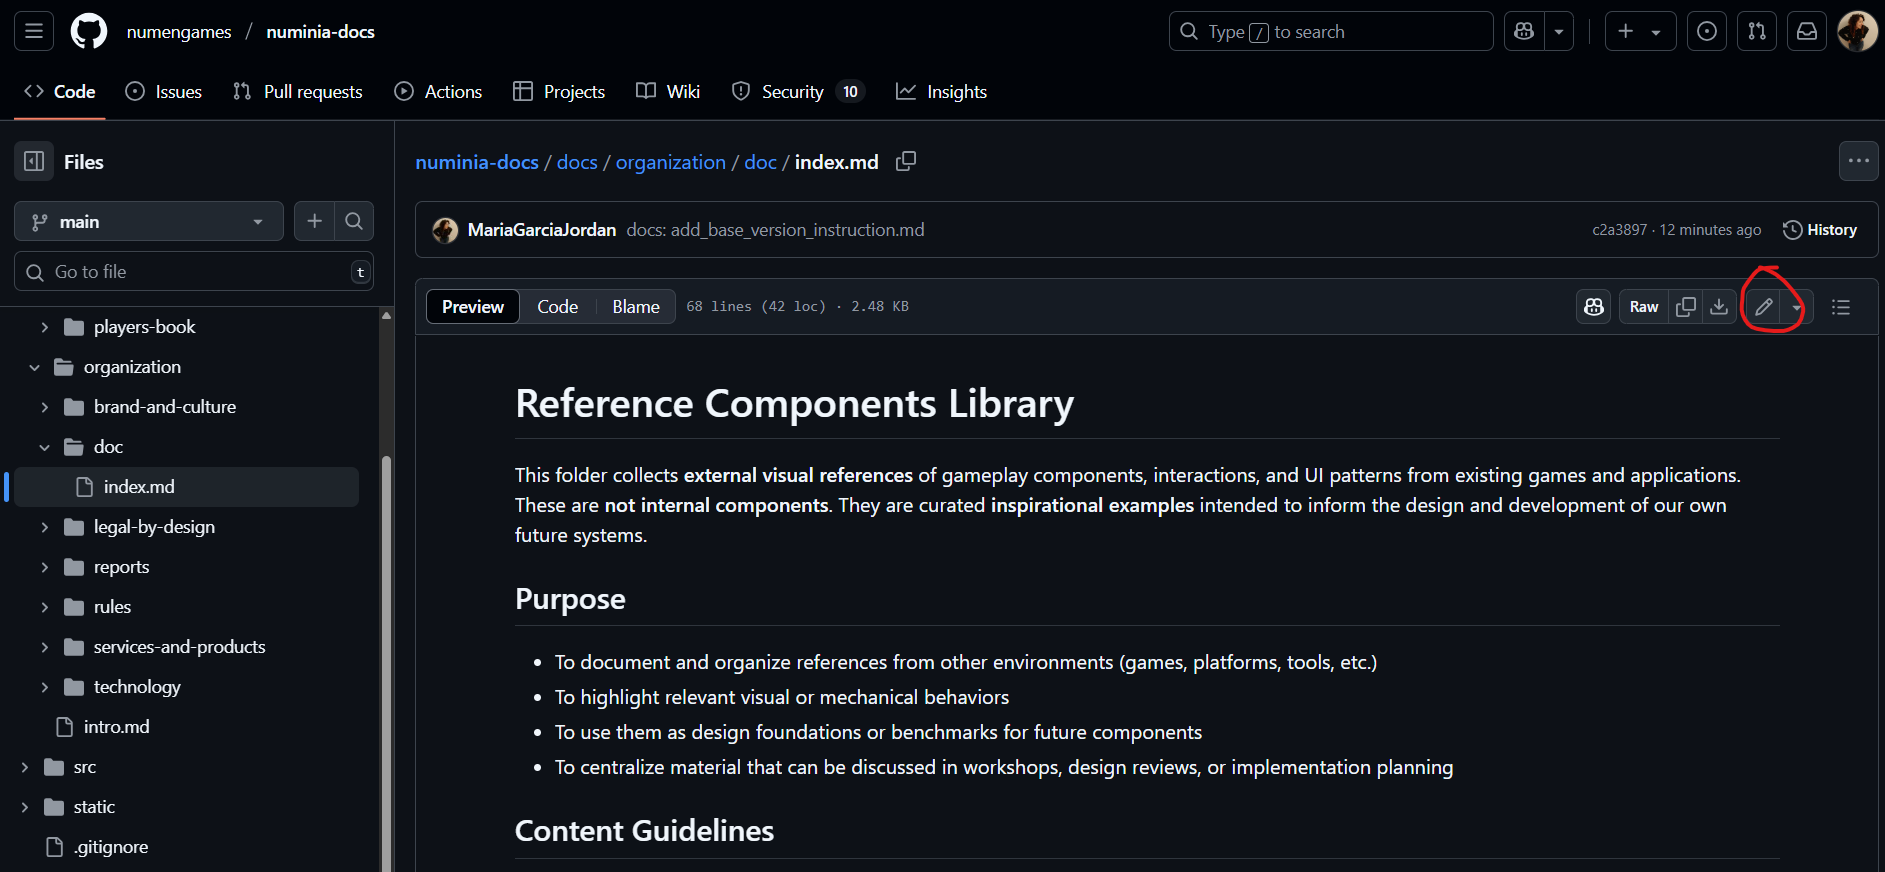 numengames / numinia-docs
Type / to search
Code Issues Pull requests Actions Projects Wiki Security 10 Insights
Files
main
Go to file t
players-book
organization
brand-and-culture
doc
index.md
legal-by-design
reports
rules
services-and-products
technology
intro.md
src
static
.gitignore
numinia-docs / docs / organization / doc / index.md
MariaGarciaJordan docs: add_base_version_instruction.md
c2a3897 · 12 minutes ago History
Preview Code Blame 68 lines (42 loc) · 2.48 KB
Raw
Reference Components Library
This folder collects external visual references of gameplay components, interactions, and UI patterns from existing games and applications.
These are not internal components. They are curated inspirational examples intended to inform the design and development of our own
future systems.
Purpose
• To document and organize references from other environments (games, platforms, tools, etc.)
• To highlight relevant visual or mechanical behaviors
• To use them as design foundations or benchmarks for future components
• To centralize material that can be discussed in workshops, design reviews, or implementation planning
Content Guidelines